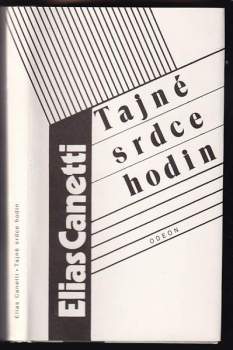 Elias Canetti • Tajné srdce hodin
Elias Canetti
Tajné
srdce
hodin
ODEON